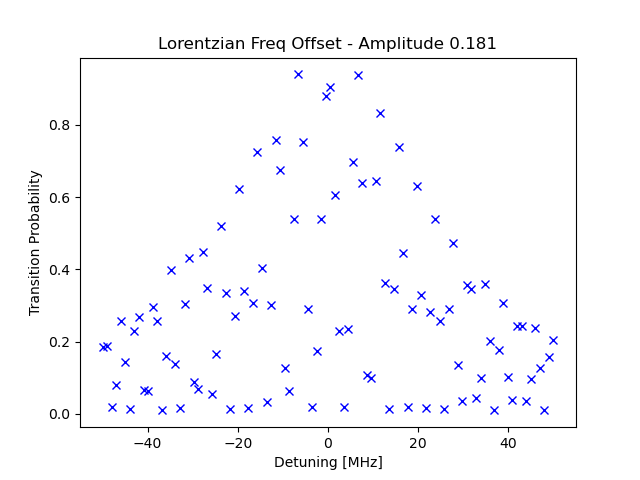 Lorentzian Freq Offset - Amplitude 0.181
Transition Probability
0.8
0.6
0.4
0.2
0.0
−40 −20 0 20 40
Detuning [MHz]